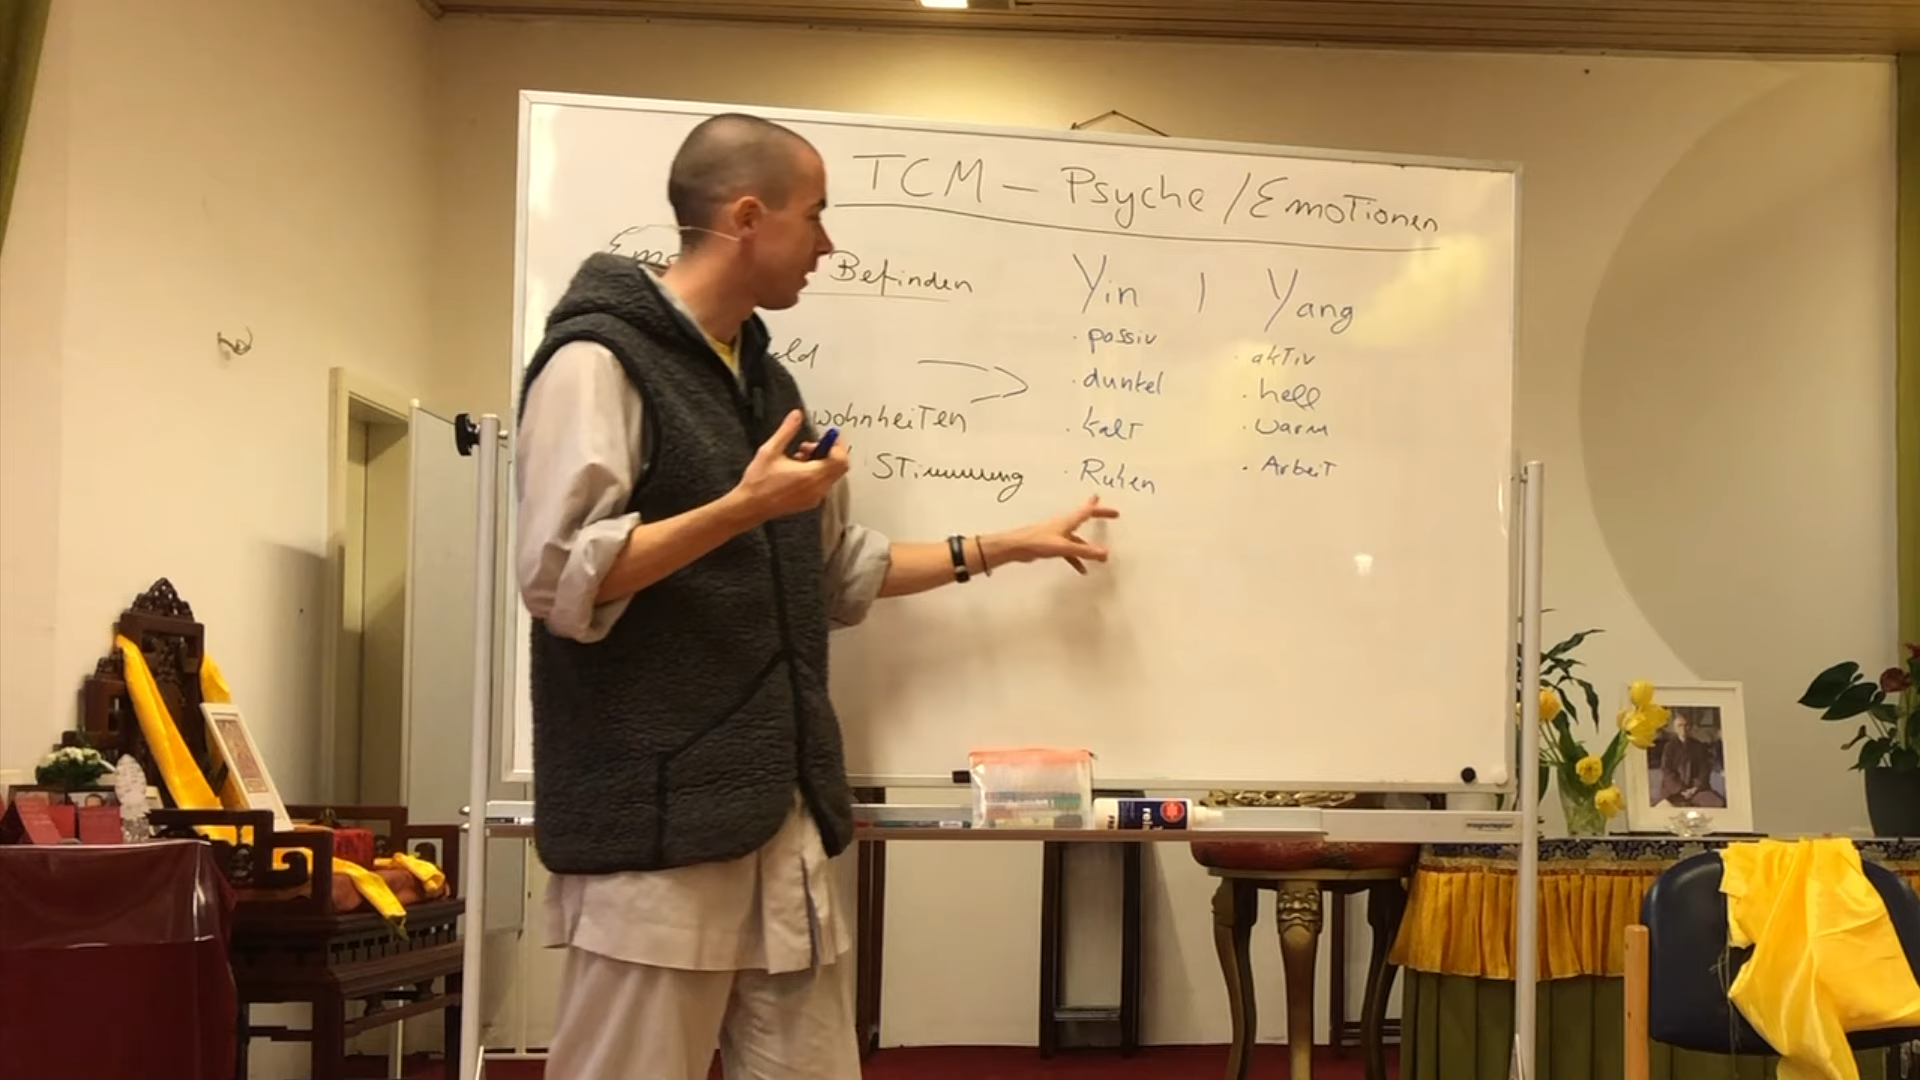 TCM – Psyche/Emotionen
Befinden
Yin | Yang
· passiv
· aktiv
· dunkel
· hell
· kalt
· warm
Stimmung
· Ruhen
· Arbeit